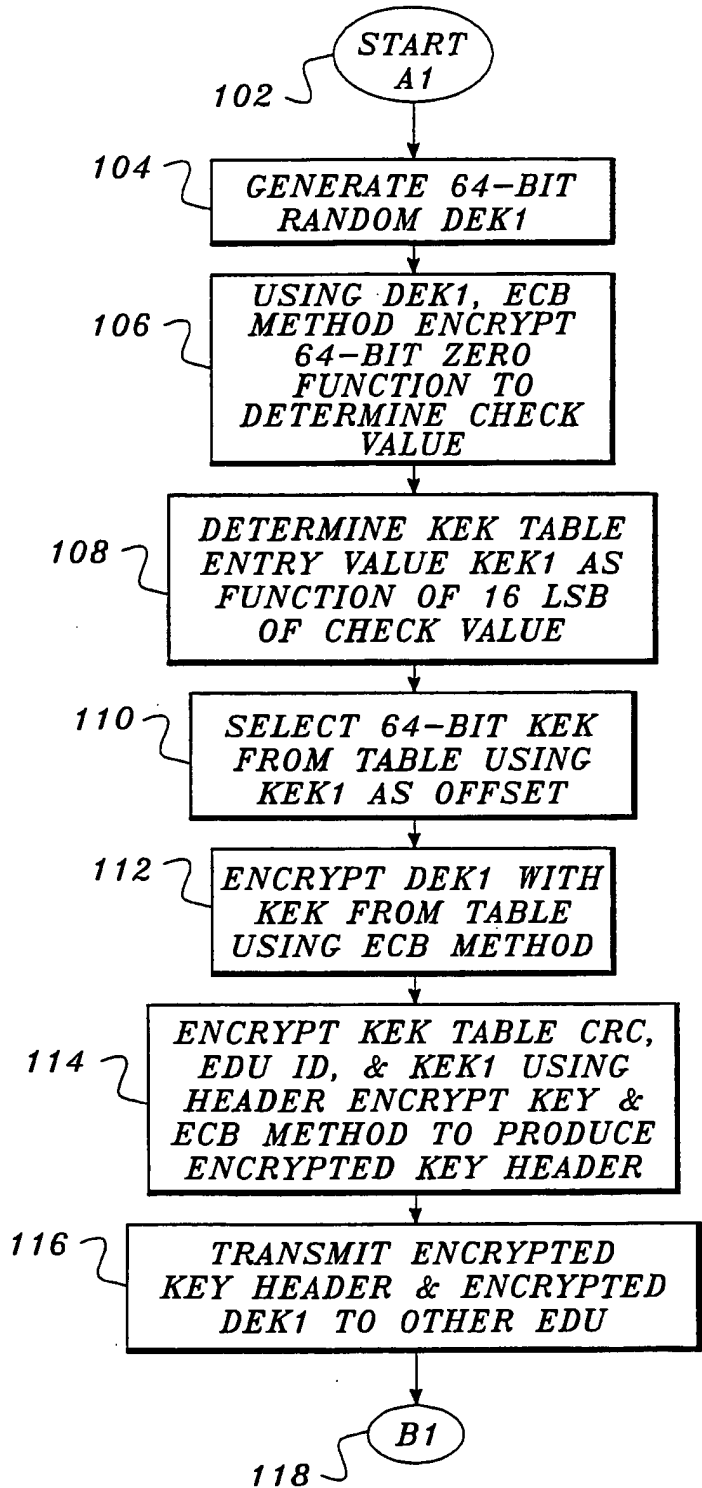 START
A1
102
104
GENERATE 64-BIT
RANDOM DEK1
106
USING DEK1, ECB
METHOD ENCRYPT
64-BIT ZERO
FUNCTION TO
DETERMINE CHECK
VALUE
108
DETERMINE KEK TABLE
ENTRY VALUE KEK1 AS
FUNCTION OF 16 LSB
OF CHECK VALUE
110
SELECT 64-BIT KEK
FROM TABLE USING
KEK1 AS OFFSET
112
ENCRYPT DEK1 WITH
KEK FROM TABLE
USING ECB METHOD
114
ENCRYPT KEK TABLE CRC,
EDU ID, & KEK1 USING
HEADER ENCRYPT KEY &
ECB METHOD TO PRODUCE
ENCRYPTED KEY HEADER
116
TRANSMIT ENCRYPTED
KEY HEADER & ENCRYPTED
DEK1 TO OTHER EDU
B1
118